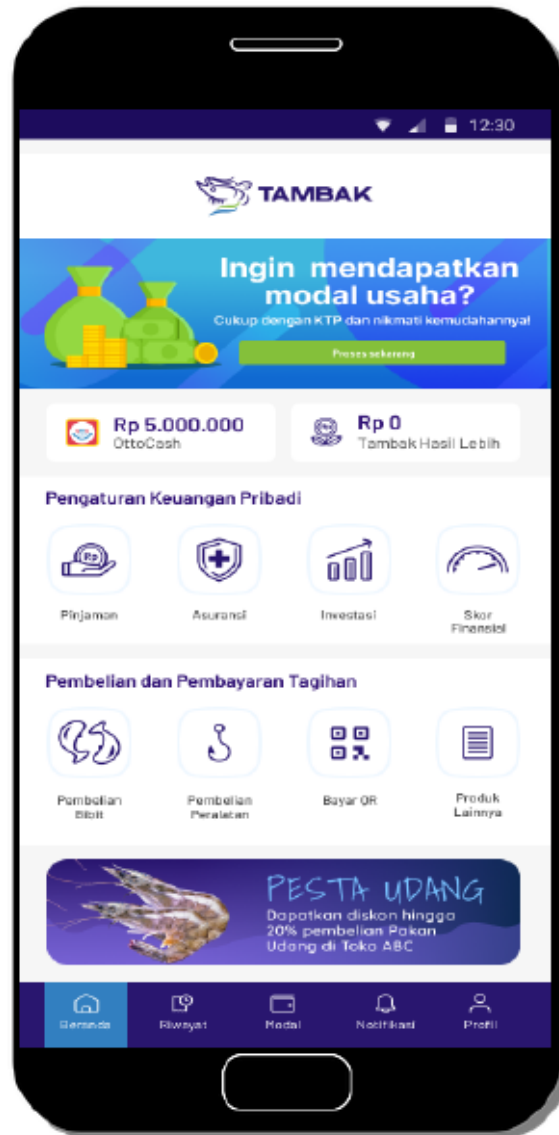 12:30
TAMBAK
Ingin mendapatkan
modal usaha?
Cukup dengan KTP dan nikmati kemudahannya!
Proses sekarang
Rp 5.000.000
OttoCash
Rp 0
Tambak Hasil Lebih
Pengaturan Keuangan Pribadi
Rp
Pinjaman
Asuransi
Investasi
Skor
Finansial
Pembelian dan Pembayaran Tagihan
Pembelian
Bibit
Pembelian
Peralatan
Bayar QR
Produk
Lainnya
PESTA UDANG
Dapatkan diskon hingga
20% pembelian Pakan
Udang di Toko ABC
Beranda
Riwayat
Modal
Notifikasi
Profil